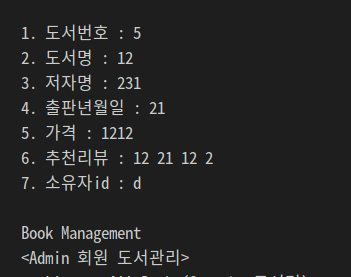 1. 도서번호 : 5
2. 도서명 : 12
3. 저자명 : 231
4. 출판년월일 : 21
5. 가격 : 1212
6. 추천리뷰 : 12 21 12 2
7. 소유자id : d
Book Management
<Admin 회원 도서관리>